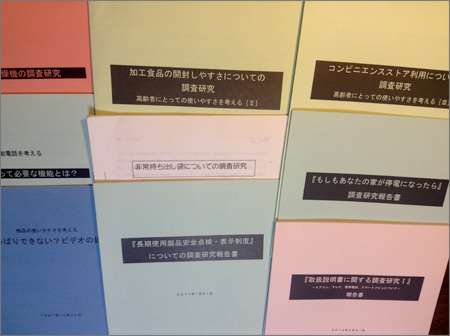 燥機の調査研究
加工食品の開封しやすさについての
調査研究
高齢者にとっての使いやすさを考える[Ⅱ]
コンビニエンスストア利用につい
調査研究
高齢者にとっての使いやすさを考える[Ⅲ]
電話を考える
って必要な機能とは?
非常持ち出し袋についての調査研究
『もしもあなたの家が停電になったら』
調査研究報告書
商品の使いやすさを考える
っぱりできない?ビデオの
『長期使用製品安全点検・表示制度』
についての調査研究報告書
『取扱説明書に関する調査研究Ⅰ』
報告書